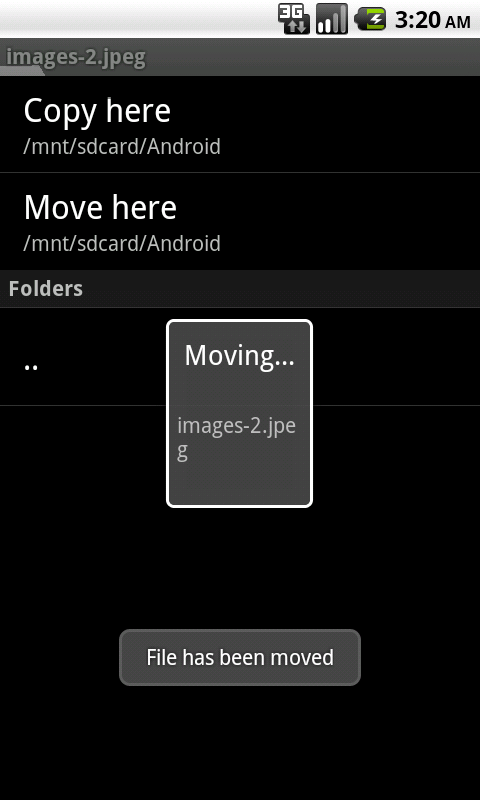 3G 3:20 AM
images-2.jpeg
Copy here
/mnt/sdcard/Android
Move here
/mnt/sdcard/Android
Folders
..
Moving...
images-2.jpe
g
File has been moved